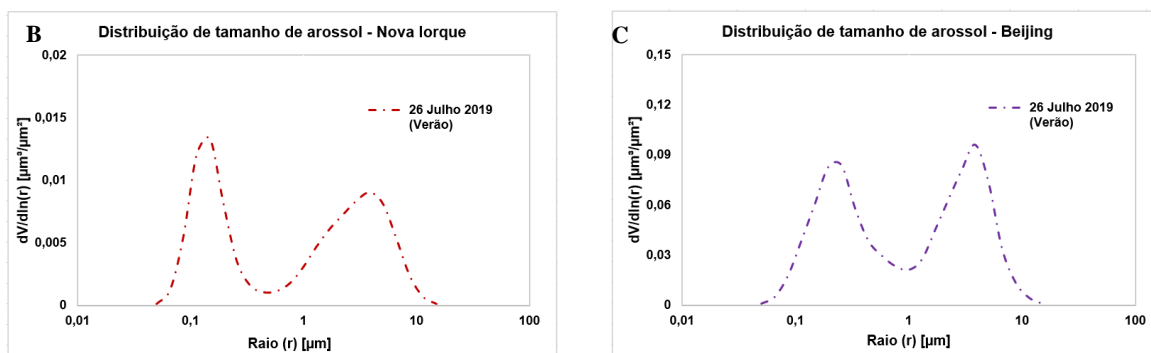 B
Distribuição de tamanho de arossol - Nova Iorque
0,02
0,015
0,01
0,005
0
dV/dln(r) [µm³/µm²]
26 Julho 2019
(Verão)
0,01 0,1 1 10 100
Raio (r) [µm]
C
Distribuição de tamanho de arossol - Beijing
0,15
0,12
0,09
0,06
0,03
0
dV/dln(r) [µm³/µm²]
26 Julho 2019
(Verão)
0,01 0,1 1 10 100
Raio (r) [µm]